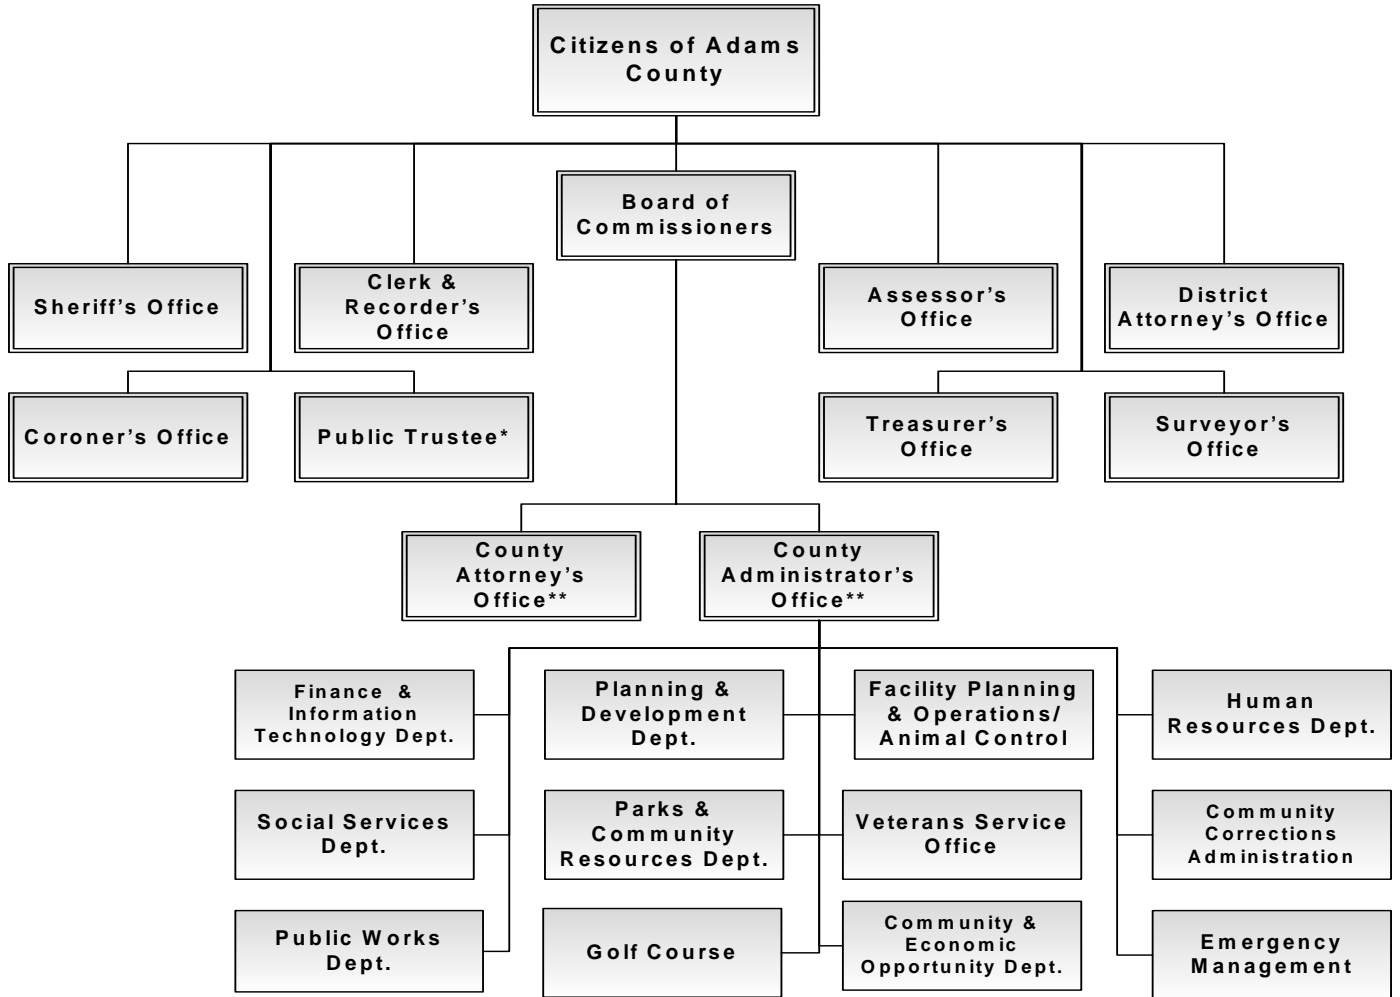 Citizens of Adams
County
Board of
Commissioners
Sheriff’s Office
Clerk &
Recorder’s
Office
Assessor’s
Office
District
Attorney’s Office
Coroner’s Office
Public Trustee*
Treasurer’s
Office
Surveyor’s
Office
County
Attorney’s
Office**
County
Administrator’s
Office**
Finance &
Information
Technology Dept.
Planning &
Development
Dept.
Facility Planning
& Operations/
Animal Control
Human
Resources Dept.
Social Services
Dept.
Parks &
Community
Resources Dept.
Veterans Service
Office
Community
Corrections
Administration
Public Works
Dept.
Golf Course
Community &
Economic
Opportunity Dept.
Emergency
Management